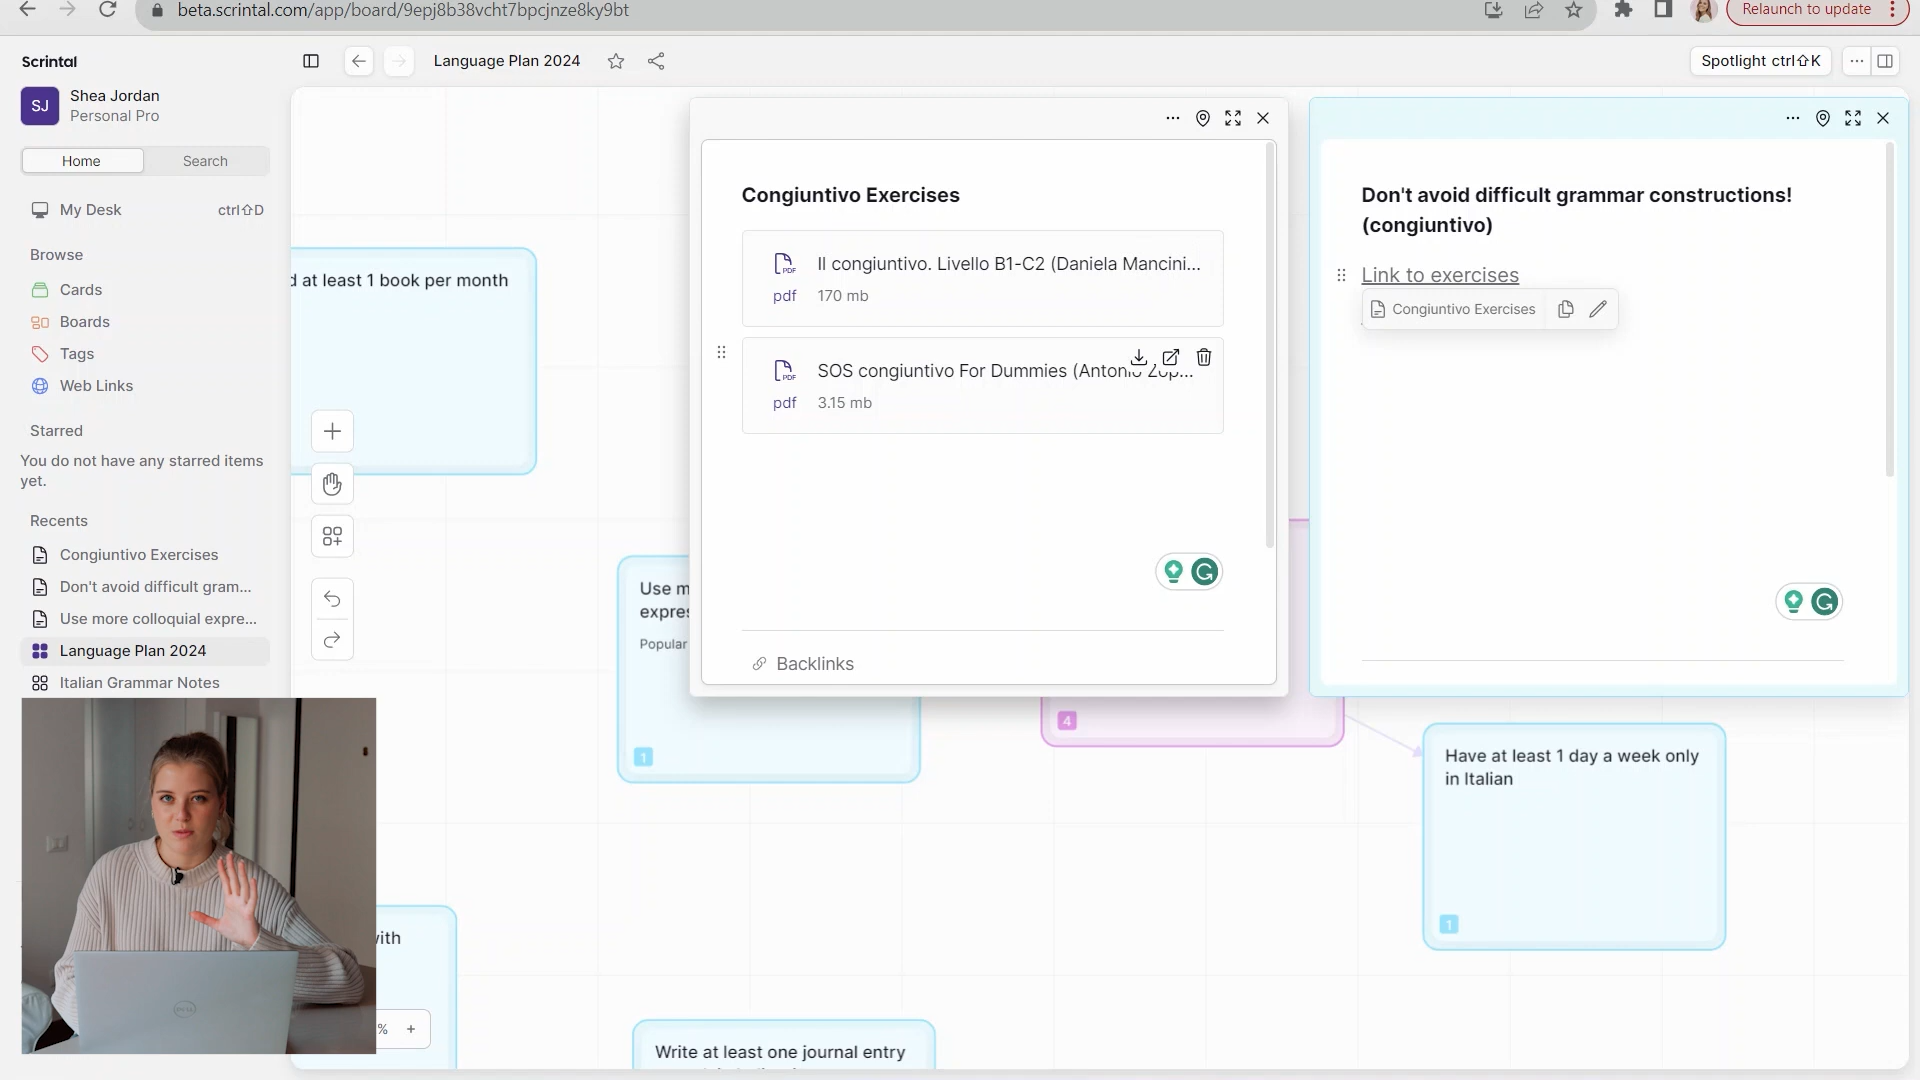 beta.scrintal.com/app/board/9epj8b38vcht7bpcjnze8ky9bt
Relaunch to update
Scrintal
SJ
Shea Jordan
Personal Pro
Home
Search
My Desk
ctrl⇧D
Browse
Cards
Boards
Tags
Web Links
Starred
You do not have any starred items
yet.
Recents
Congiuntivo Exercises
Don't avoid difficult gram...
Use more colloquial expre...
Language Plan 2024
Italian Grammar Notes
Language Plan 2024
Spotlight ctrl⇧K
d at least 1 book per month
Use m
expres
Popular
1
Congiuntivo Exercises
PDF
Il congiuntivo. Livello B1-C2 (Daniela Mancini...
pdf
170 mb
PDF
SOS congiuntivo For Dummies (Antonio Zop...
pdf
3.15 mb
Backlinks
Don't avoid difficult grammar constructions!
(congiuntivo)
Link to exercises
Congiuntivo Exercises
4
Have at least 1 day a week only
in Italian
1
with
% +
Write at least one journal entry
DELL